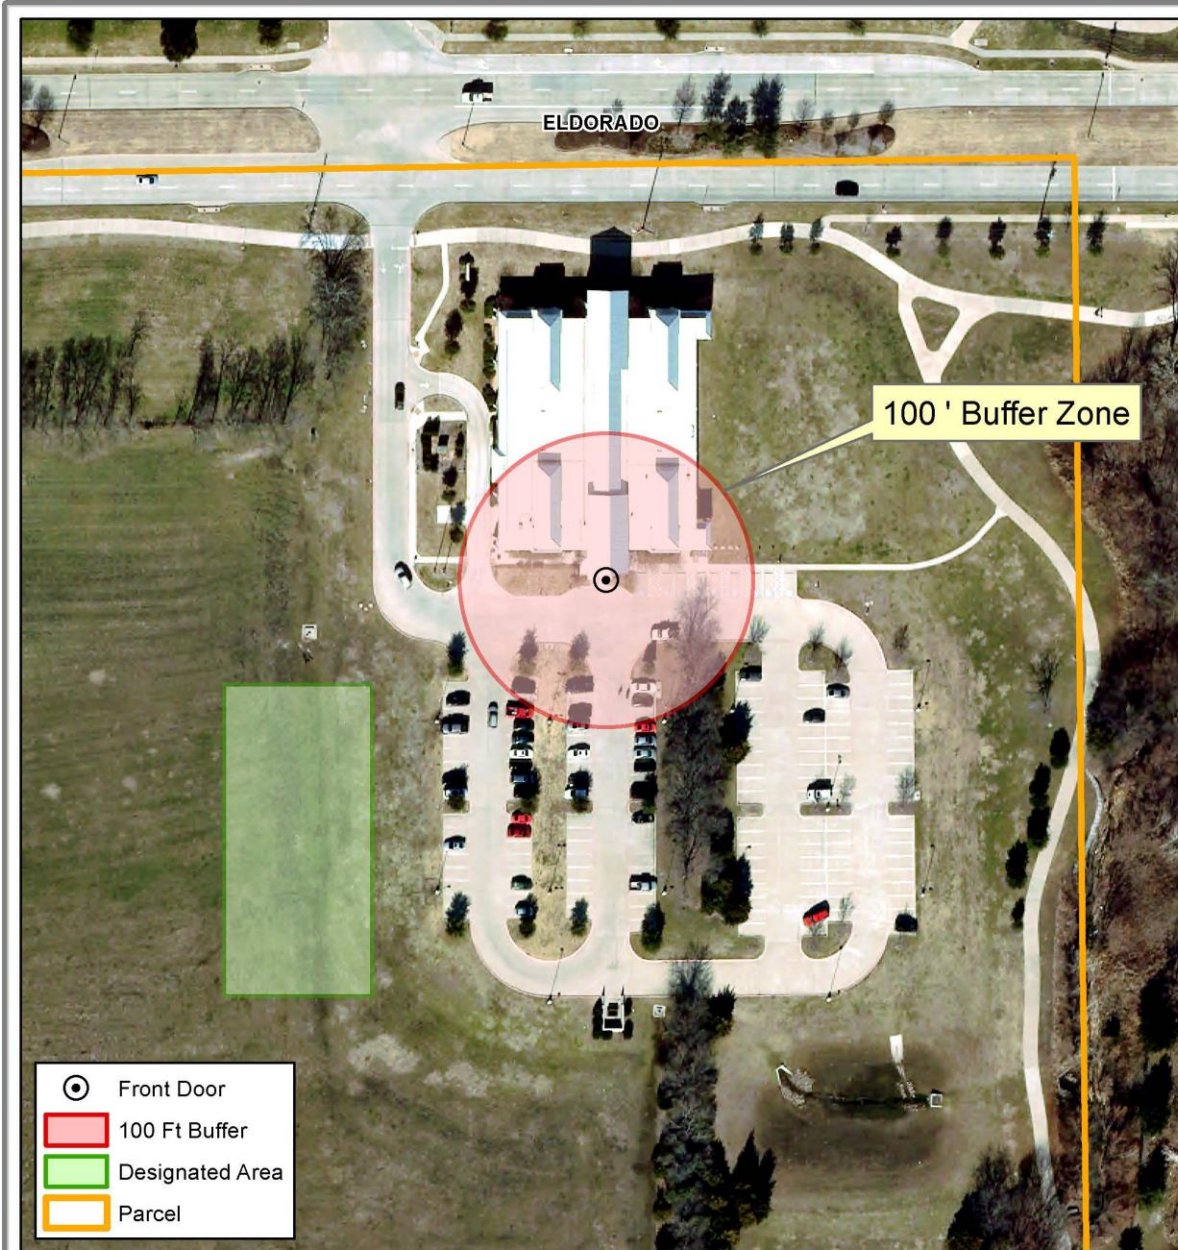 ELDORADO
100 ' Buffer Zone
Front Door
100 Ft Buffer
Designated Area
Parcel